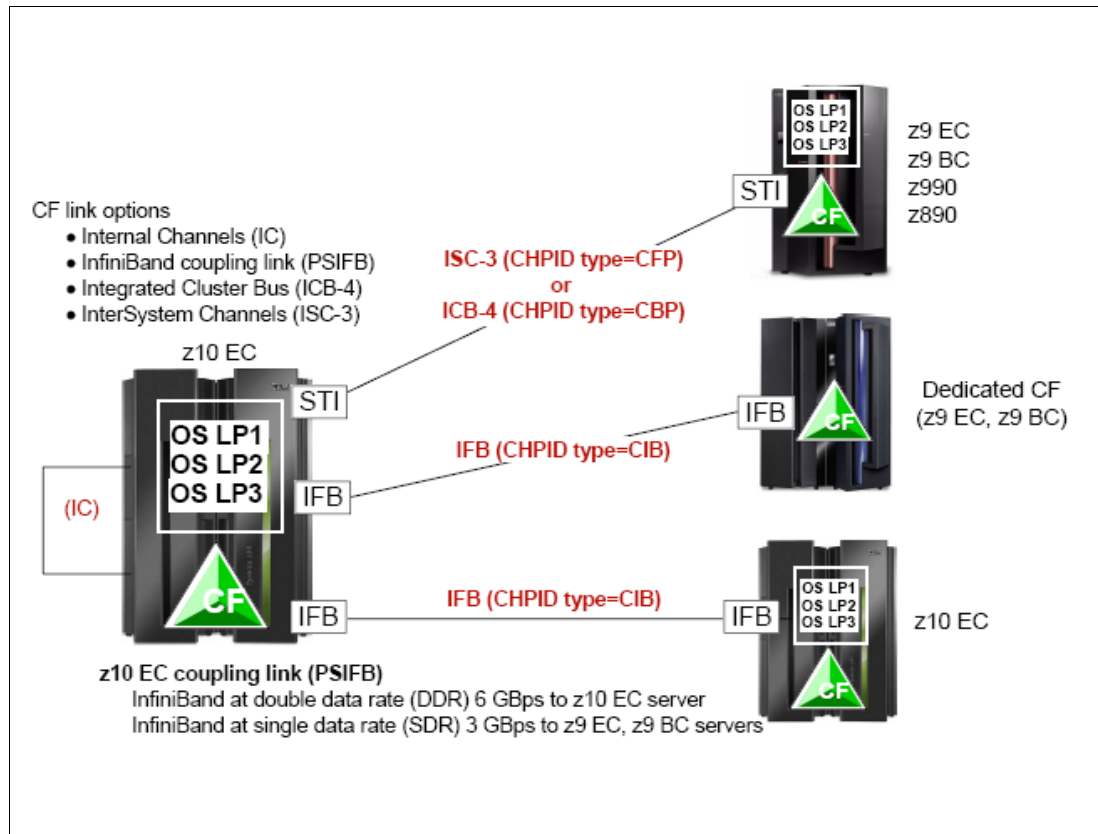 CF link options
• Internal Channels (IC)
• InfiniBand coupling link (PSIFB)
• Integrated Cluster Bus (ICB-4)
• InterSystem Channels (ISC-3)
z10 EC
STI
OS LP1
OS LP2
OS LP3
(IC)
IFB
CF
IFB
ISC-3 (CHPID type=CFP)
or
ICB-4 (CHPID type=CBP)
STI
OS LP1
OS LP2
OS LP3
CF
z9 EC
z9 BC
z990
z890
IFB (CHPID type=CIB)
IFB
CF
Dedicated CF
(z9 EC, z9 BC)
IFB (CHPID type=CIB)
IFB
OS LP1
OS LP2
OS LP3
CF
z10 EC
z10 EC coupling link (PSIFB)
InfiniBand at double data rate (DDR) 6 GBps to z10 EC server
InfiniBand at single data rate (SDR) 3 GBps to z9 EC, z9 BC servers